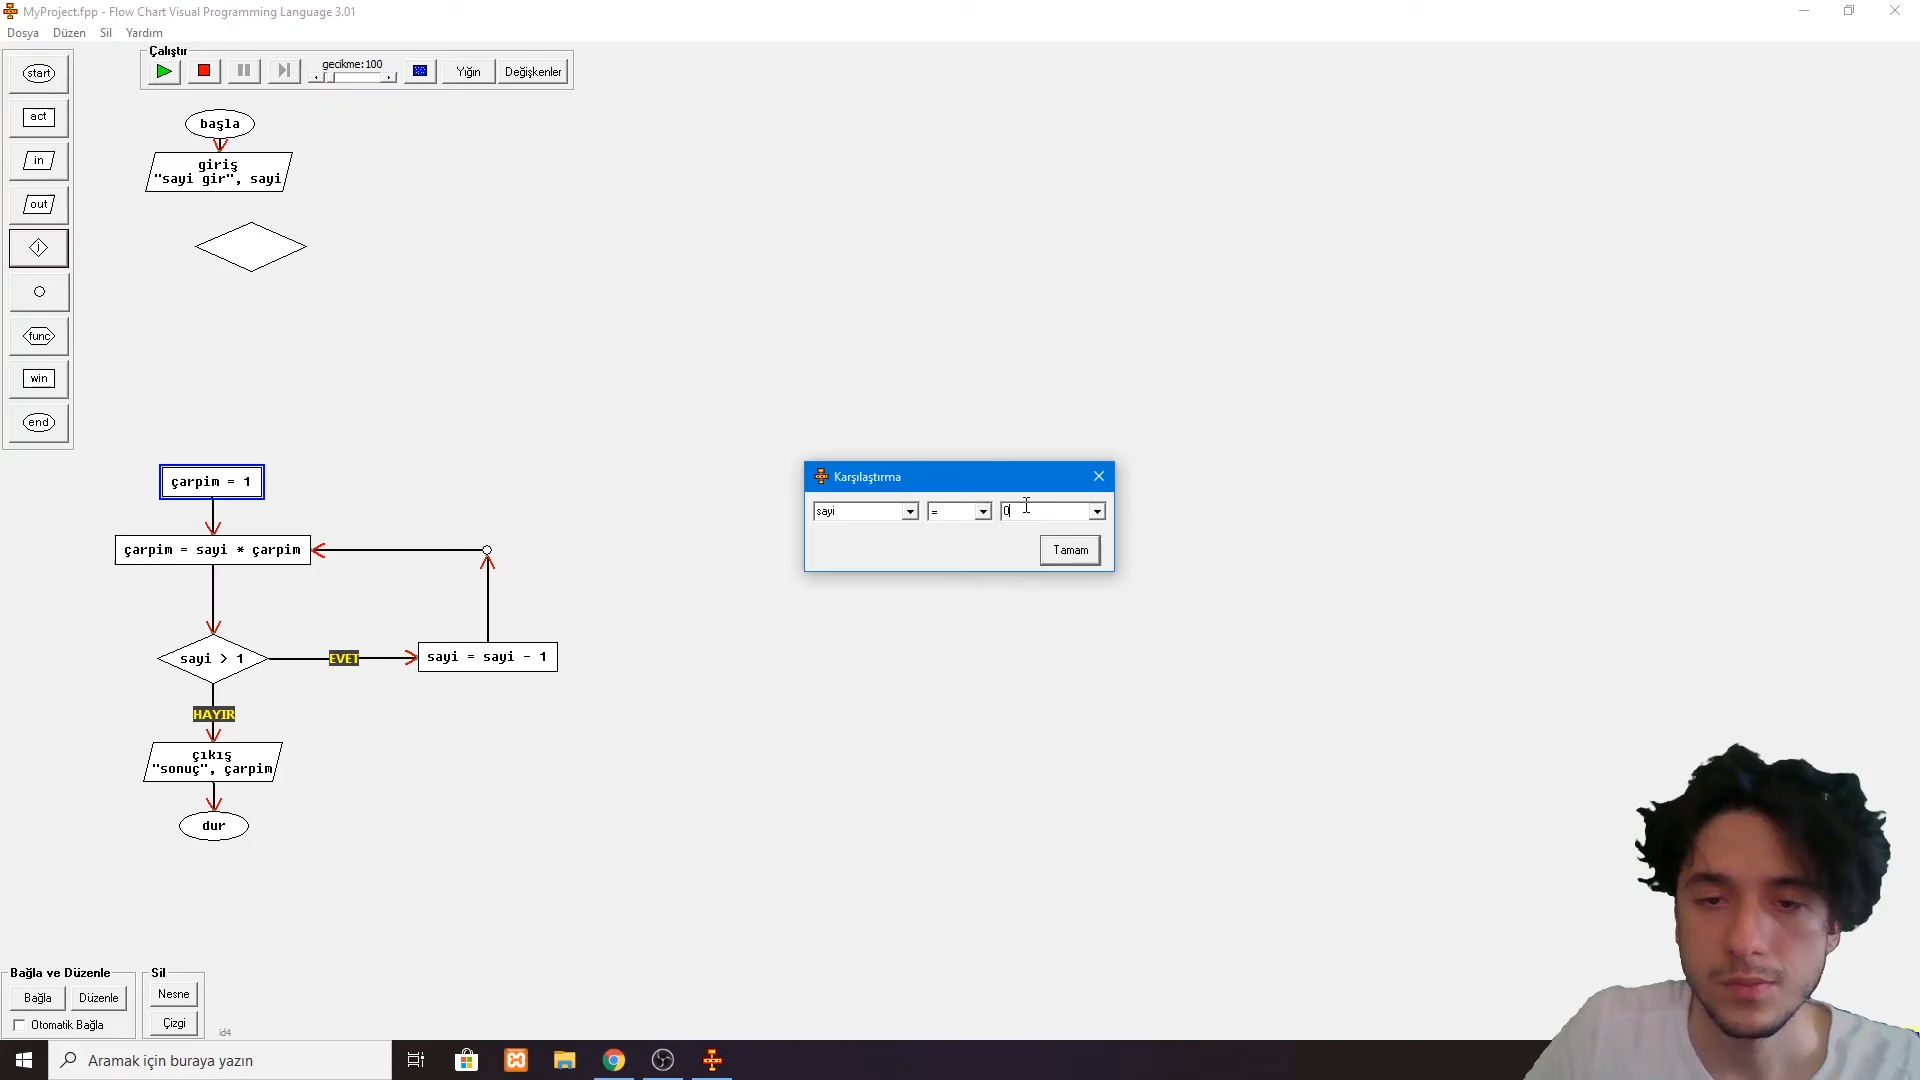 MyProject.fpp - Flow Chart Visual Programming Language 3.01
Dosya Düzen Sil Yardım
Çalıştır
gecikme:100
Yığın
Değişkenler
start
act
in
out
j
func
win
end
başla
giriş
"sayi gir", sayi
çarpim = 1
çarpim = sayi * çarpim
sayi > 1
EVET
sayi = sayi - 1
HAYIR
çıkış
"sonuç", çarpim
dur
Karşılaştırma
sayi = 0
Tamam
Bağla ve Düzenle
Bağla Düzenle
Otomatik Bağla
Sil
Nesne
Çizgi
id4
Aramak için buraya yazın